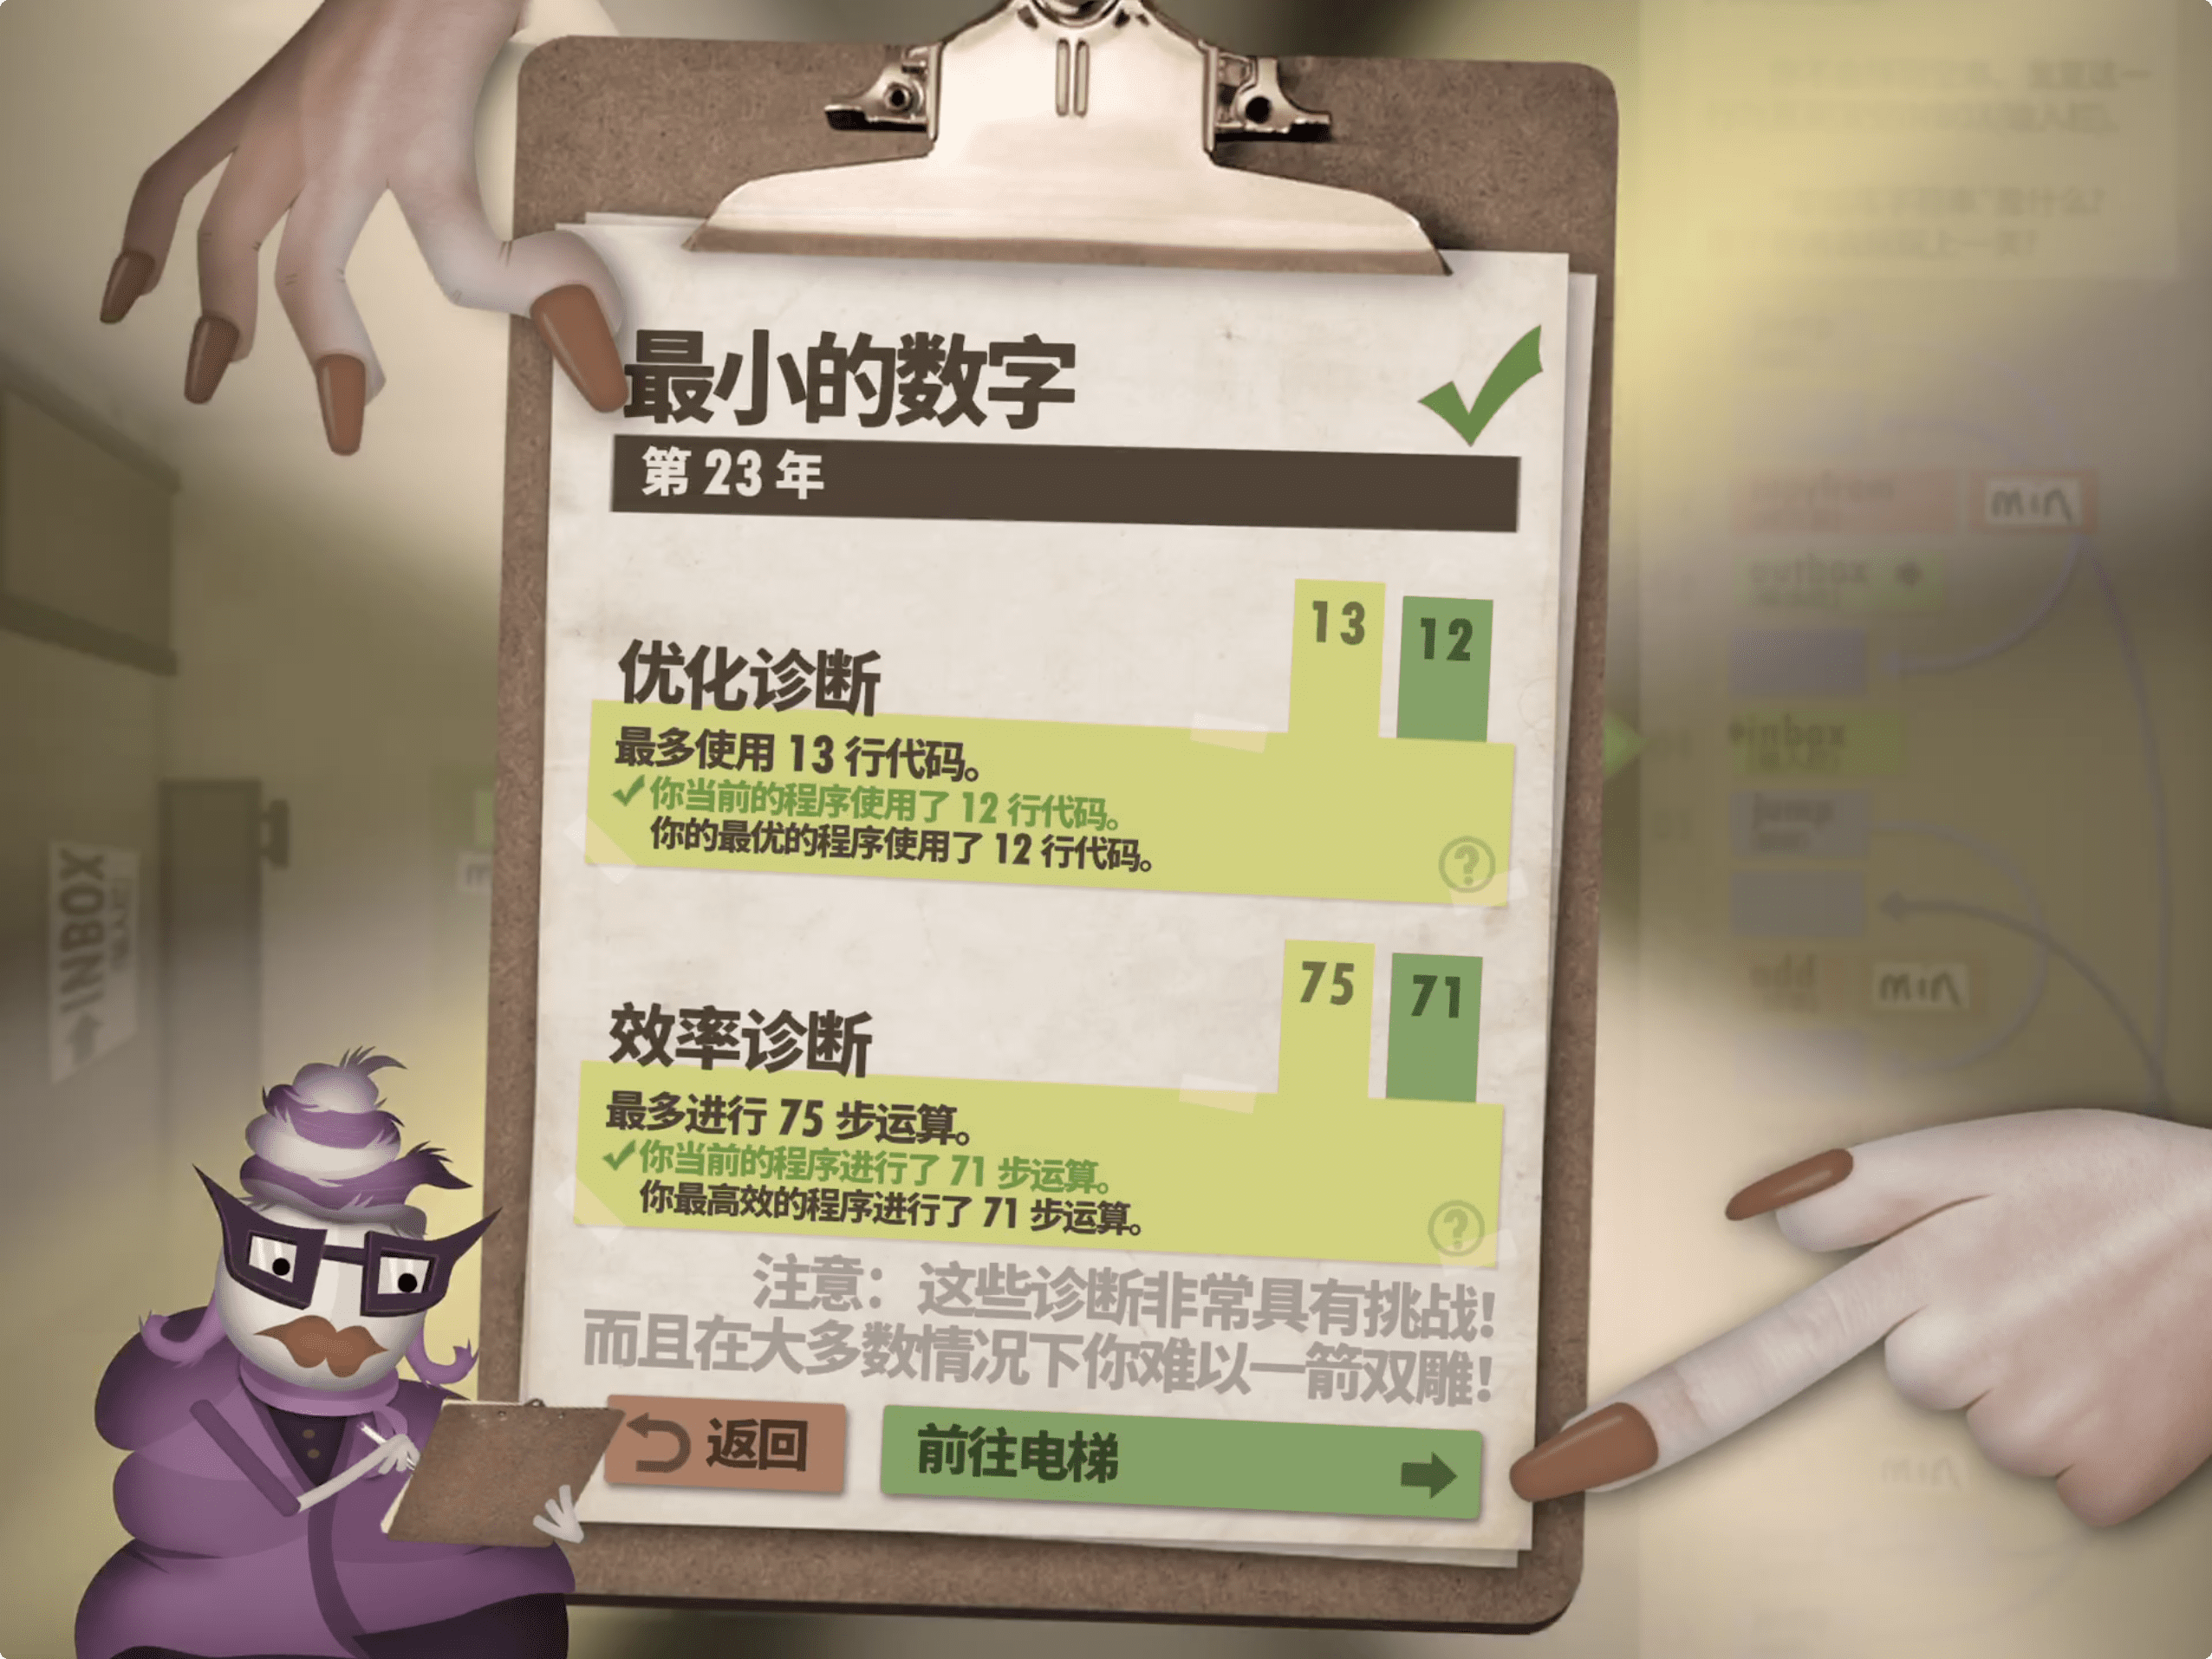 最小的数字
第 23 年
13
12
优化诊断
最多使用 13 行代码。
你当前的程序使用了 12 行代码。
你的最优的程序使用了 12 行代码。
75
71
效率诊断
最多进行 75 步运算。
你当前的程序进行了 71 步运算。
你最高效的程序进行了 71 步运算。
注意：这些诊断非常具有挑战!
而且在大多数情况下你难以一箭双雕!
返回
前往电梯
INBOX